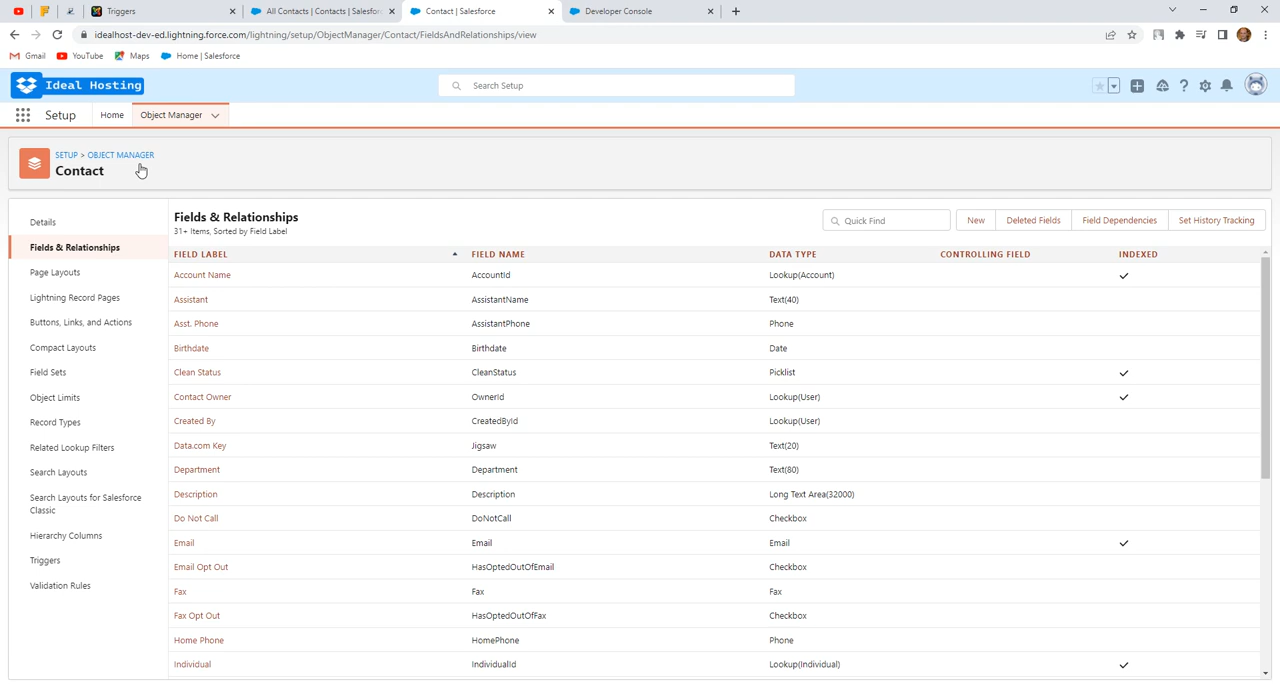 Triggers
All Contacts | Contacts | Salesfor
Contact | Salesforce
Developer Console
idealhost-dev-ed.lightning.force.com/lightning/setup/ObjectManager/Contact/FieldsAndRelationships/view
Gmail
YouTube
Maps
Home | Salesforce
Ideal Hosting
Search Setup
Setup
Home
Object Manager
SETUP > OBJECT MANAGER
Contact
Details
Fields & Relationships
Page Layouts
Lightning Record Pages
Buttons, Links, and Actions
Compact Layouts
Field Sets
Object Limits
Record Types
Related Lookup Filters
Search Layouts
Search Layouts for Salesforce
Classic
Hierarchy Columns
Triggers
Validation Rules
Fields & Relationships
31+ Items, Sorted by Field Label
Quick Find
New
Deleted Fields
Field Dependencies
Set History Tracking
FIELD LABEL FIELD NAME DATA TYPE CONTROLLING FIELD INDEXED
Account Name AccountId Lookup(Account)
Assistant AssistantName Text(40)
Asst. Phone AssistantPhone Phone
Birthdate Birthdate Date
Clean Status CleanStatus Picklist
Contact Owner OwnerId Lookup(User)
Created By CreatedById Lookup(User)
Data.com Key Jigsaw Text(20)
Department Department Text(80)
Description Description Long Text Area(32000)
Do Not Call DoNotCall Checkbox
Email Email Email
Email Opt Out HasOptedOutOfEmail Checkbox
Fax Fax Fax
Fax Opt Out HasOptedOutOfFax Checkbox
Home Phone HomePhone Phone
Individual IndividualId Lookup(Individual)